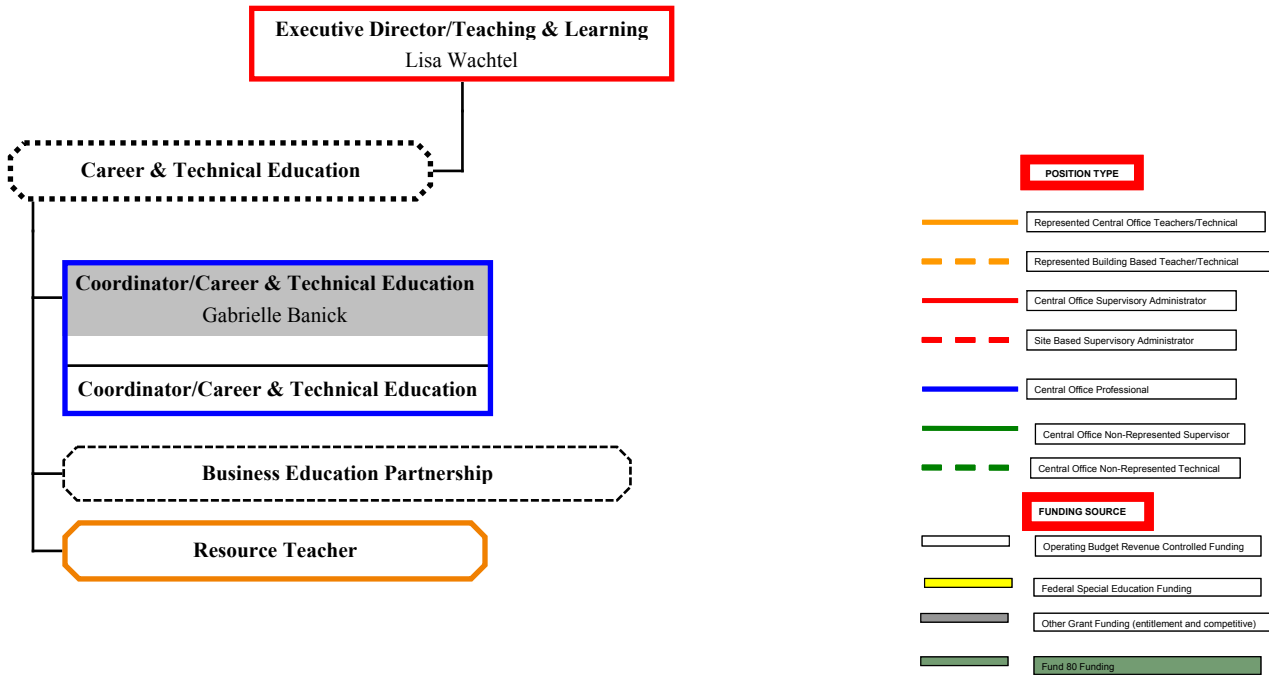 Executive Director/Teaching & Learning
Lisa Wachtel
Career & Technical Education
Coordinator/Career & Technical Education
Gabrielle Banick
Coordinator/Career & Technical Education
Business Education Partnership
Resource Teacher
POSITION TYPE
Represented Central Office Teachers/Technical
Represented Building Based Teacher/Technical
Central Office Supervisory Administrator
Site Based Supervisory Administrator
Central Office Professional
Central Office Non-Represented Supervisor
Central Office Non-Represented Technical
FUNDING SOURCE
Operating Budget Revenue Controlled Funding
Federal Special Education Funding
Other Grant Funding (entitlement and competitive)
Fund 80 Funding